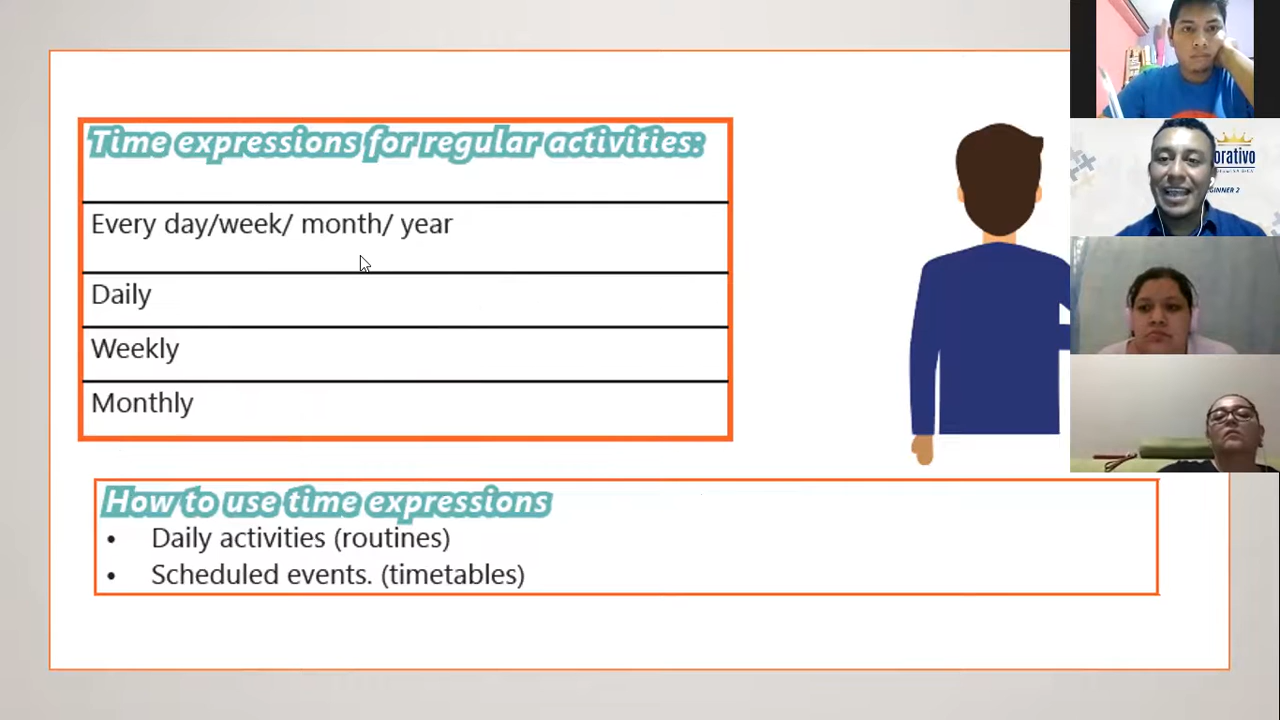 Time expressions for regular activities:
Every day/week/ month/ year
Daily
Weekly
Monthly
How to use time expressions
• Daily activities (routines)
• Scheduled events. (timetables)
orativo
GINNER 2